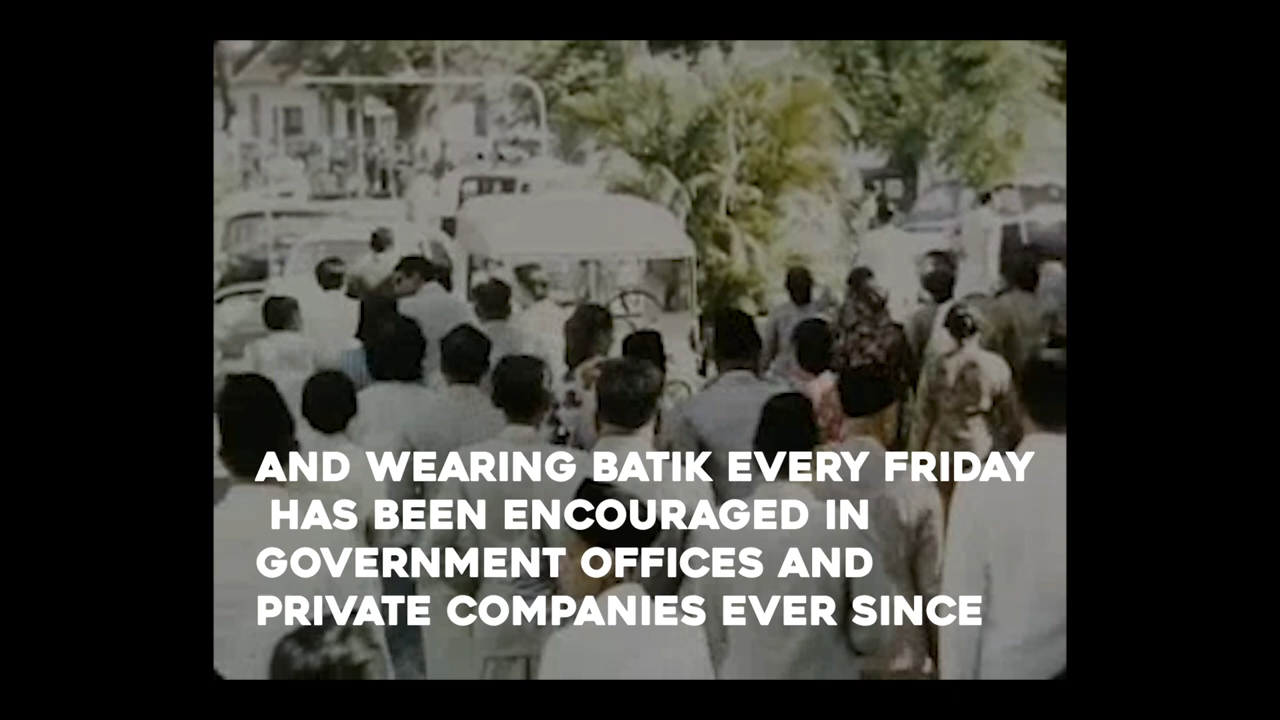 AND WEARING BATIK EVERY FRIDAY
HAS BEEN ENCOURAGED IN
GOVERNMENT OFFICES AND
PRIVATE COMPANIES EVER SINCE